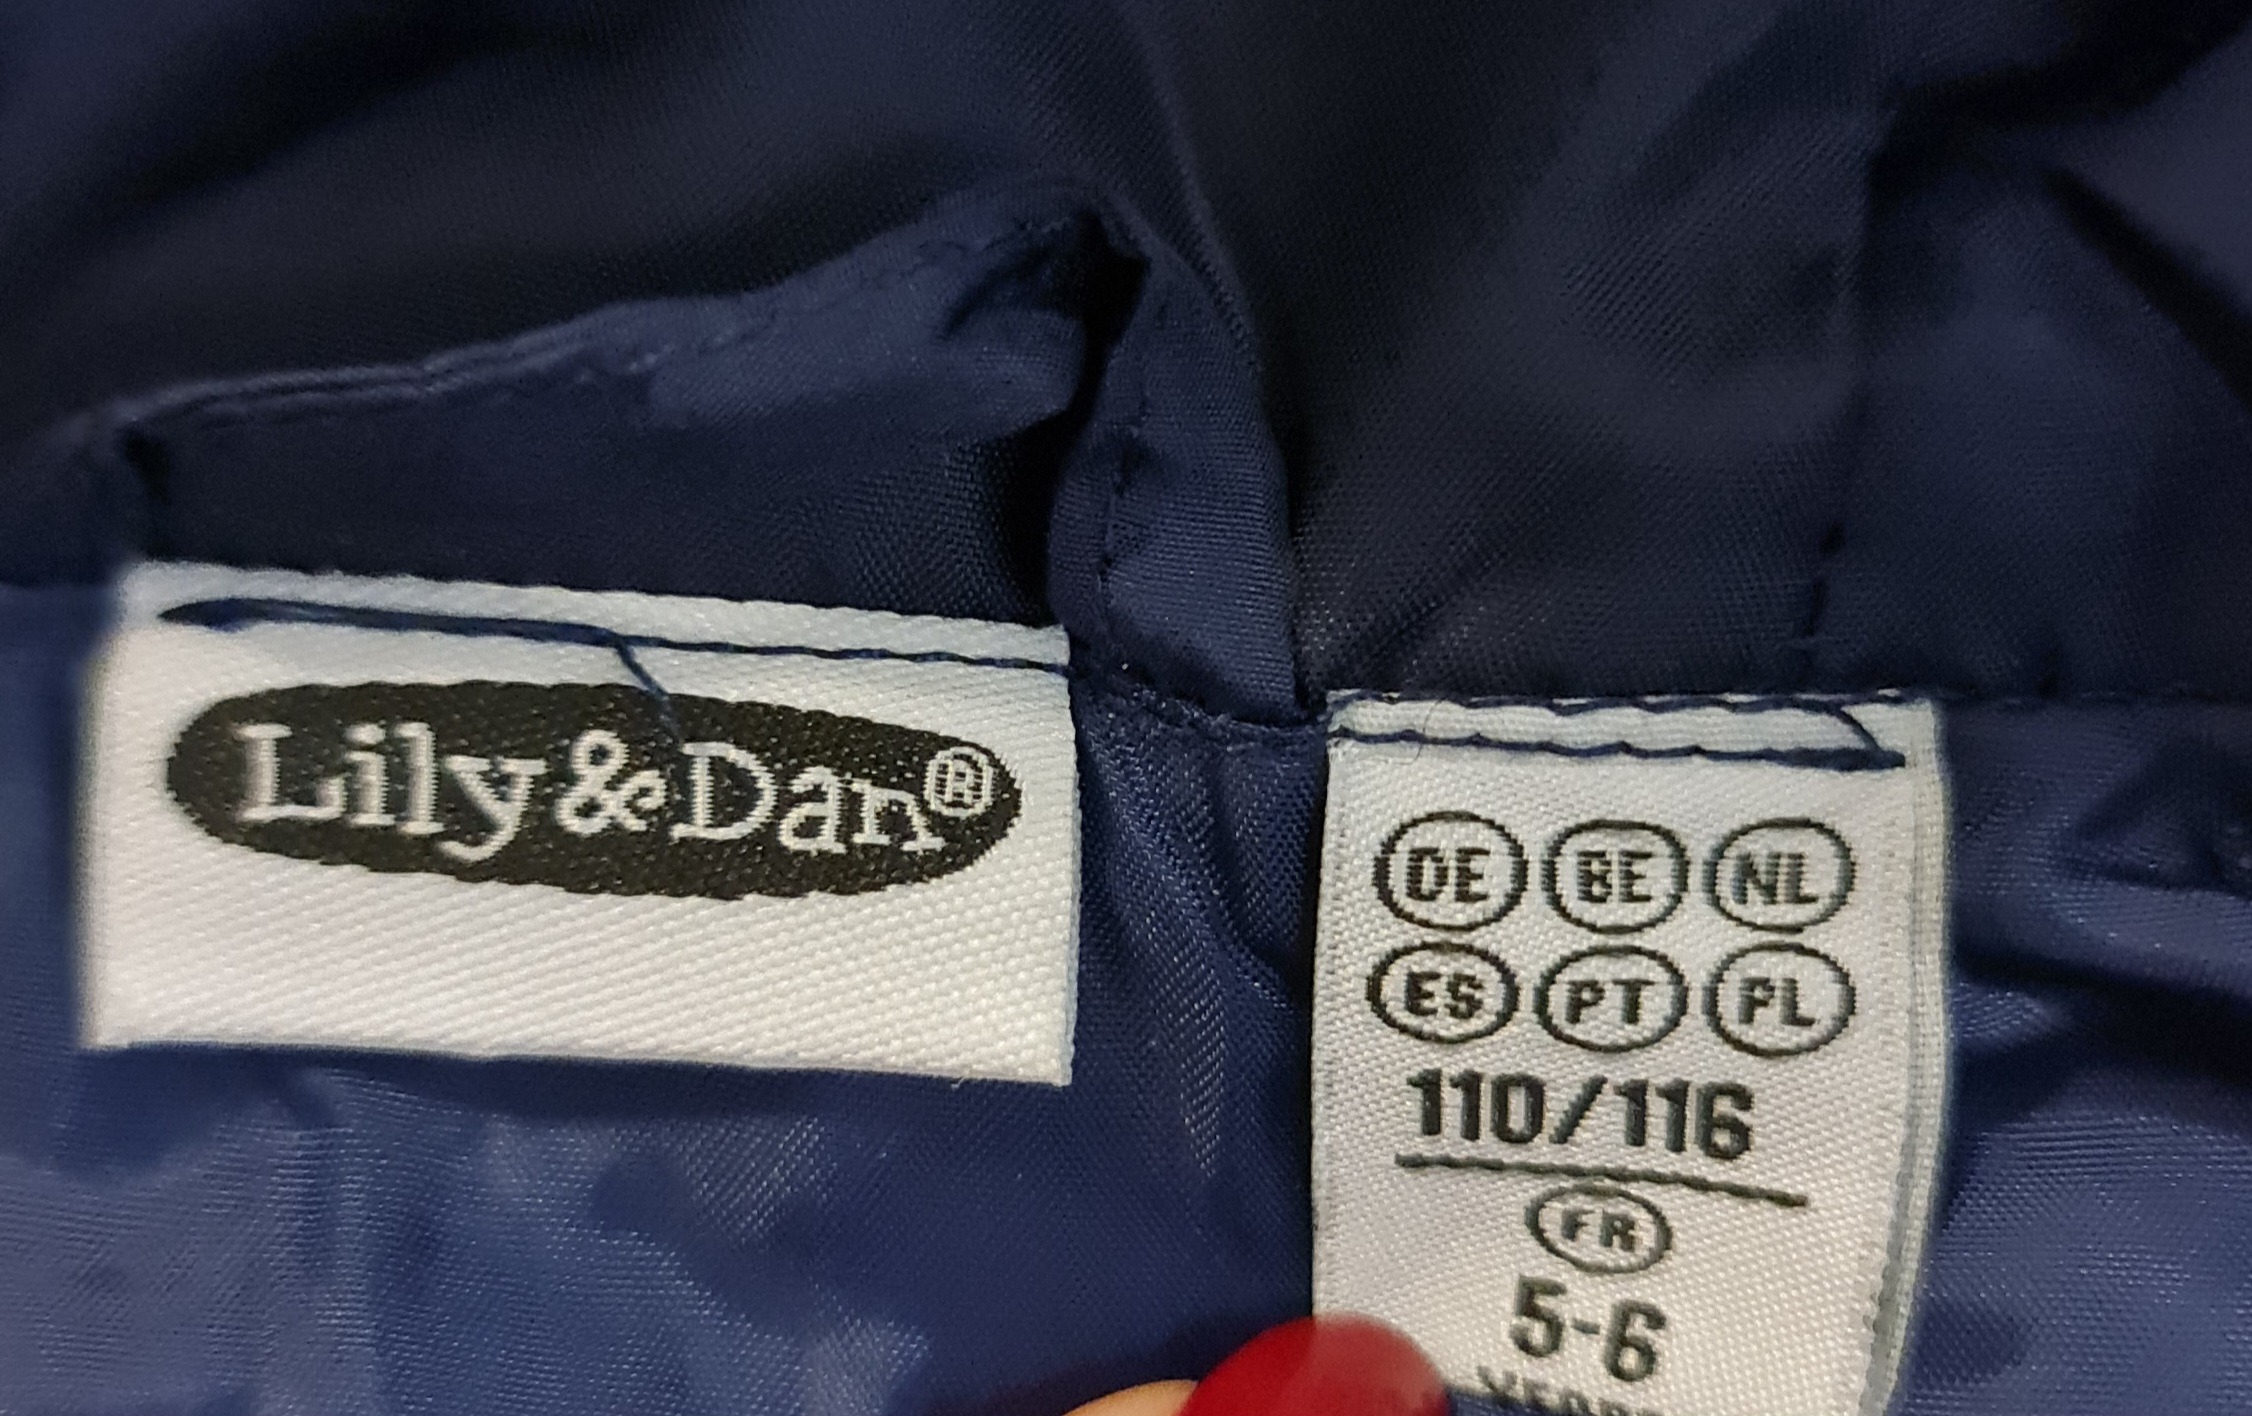 Lily&Dan®
DE BE NL
ES PT PL
110/116
FR
5-6